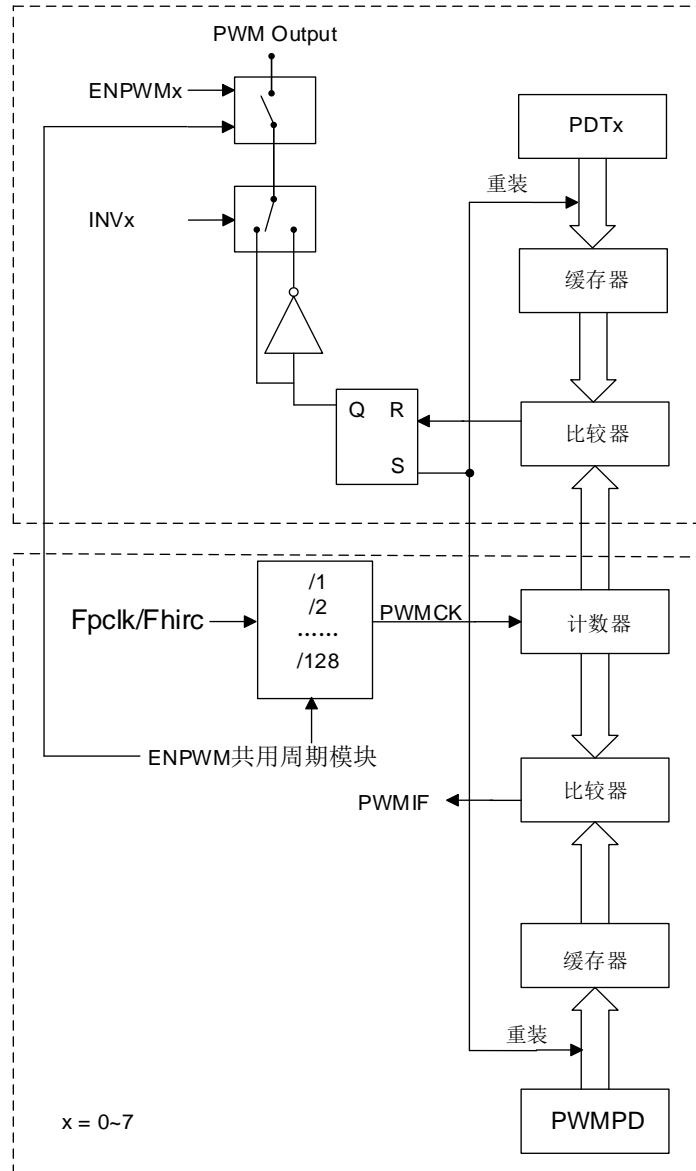 PWM Output
ENPWMx
PDTx
重装
INVx
缓存器
Q R
比较器
S
/1
/2
Fpclk/Fhirc
PWMCK
计数器
......
/128
ENPWM共用周期模块
比较器
PWMIF
缓存器
重装
x = 0~7
PWMPD